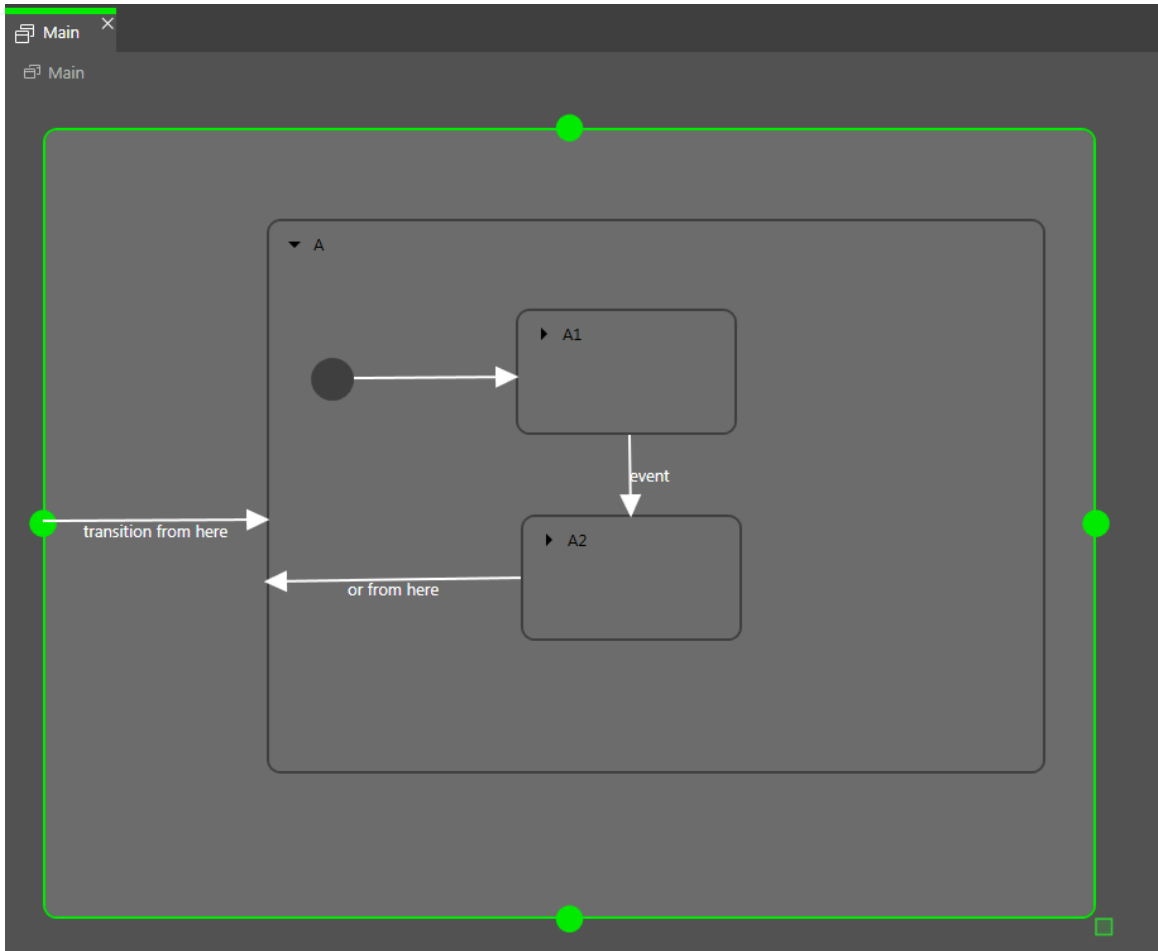 Main
Main
A
A1
event
transition from here
A2
or from here